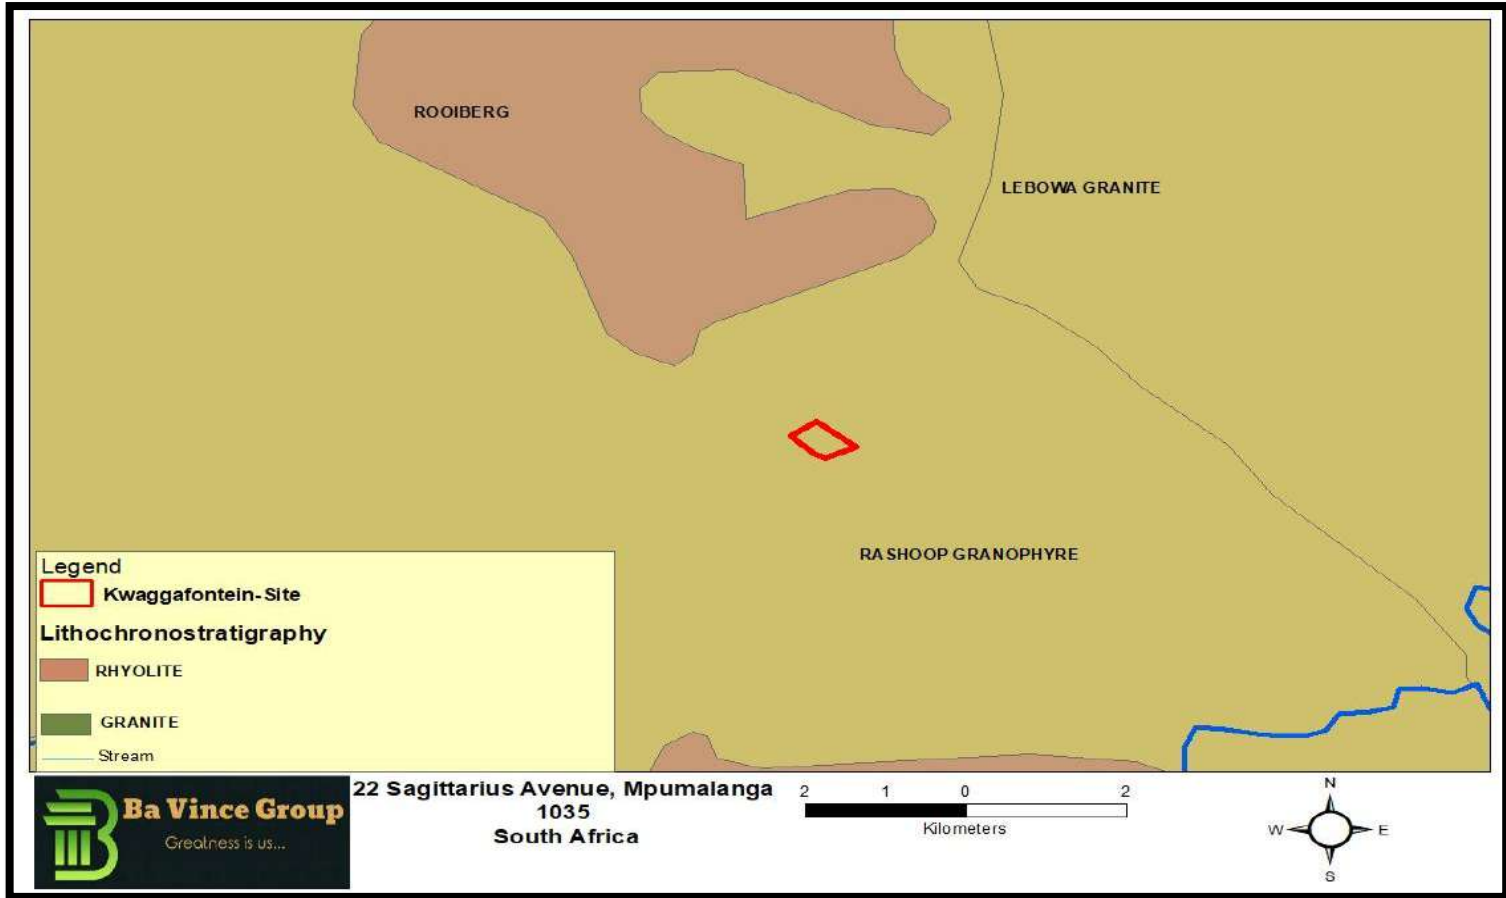 ROOIBERG
LEBOWA GRANITE
RASHOOP GRANOPHYRE
Legend
Kwaggafontein-Site
Lithochronostratigraphy
RHYOLITE
GRANITE
Stream
Ba Vince Group
Greatness is us...
22 Sagittarius Avenue, Mpumalanga
1035
South Africa
2 1 0 2
Kilometers
N
W E
S